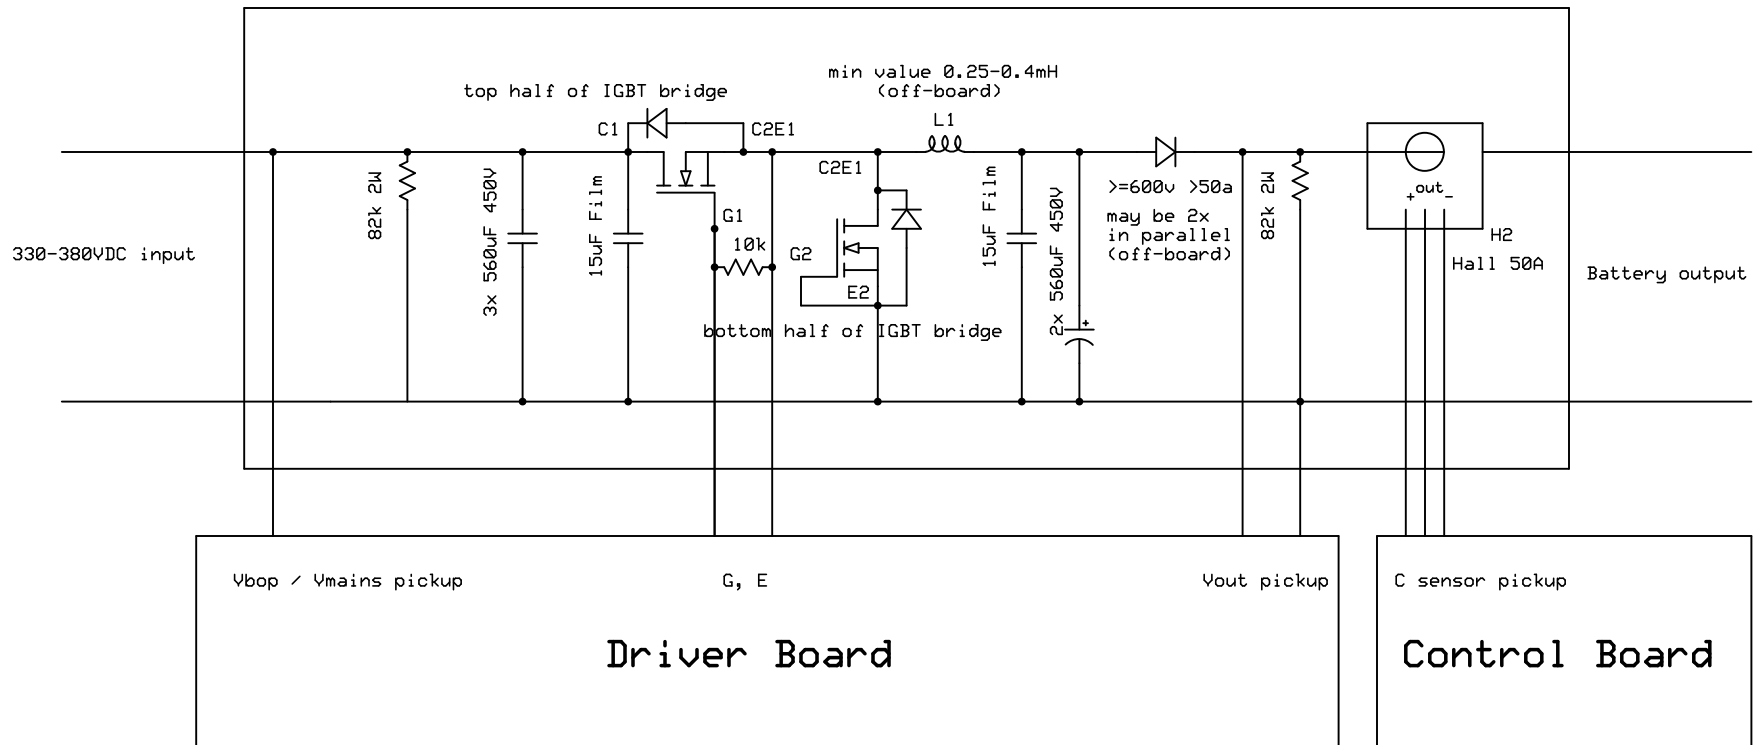 min value 0.25-0.4mH
(off-board)
top half of IGBT bridge
L1
C1
C2E1
82k 2W
3x 560uF 450V
15uF Film
G1
10k
C2E1
G2
E2
15uF Film
2x 560uF 450V
+
>=600v >50a
may be 2x
in parallel
(off-board)
82k 2W
out
+ -
H2
Hall 50A
330-380VDC input
Battery output
bottom half of IGBT bridge
Vbop / Vmains pickup
G, E
Vout pickup
C sensor pickup
Driver Board
Control Board